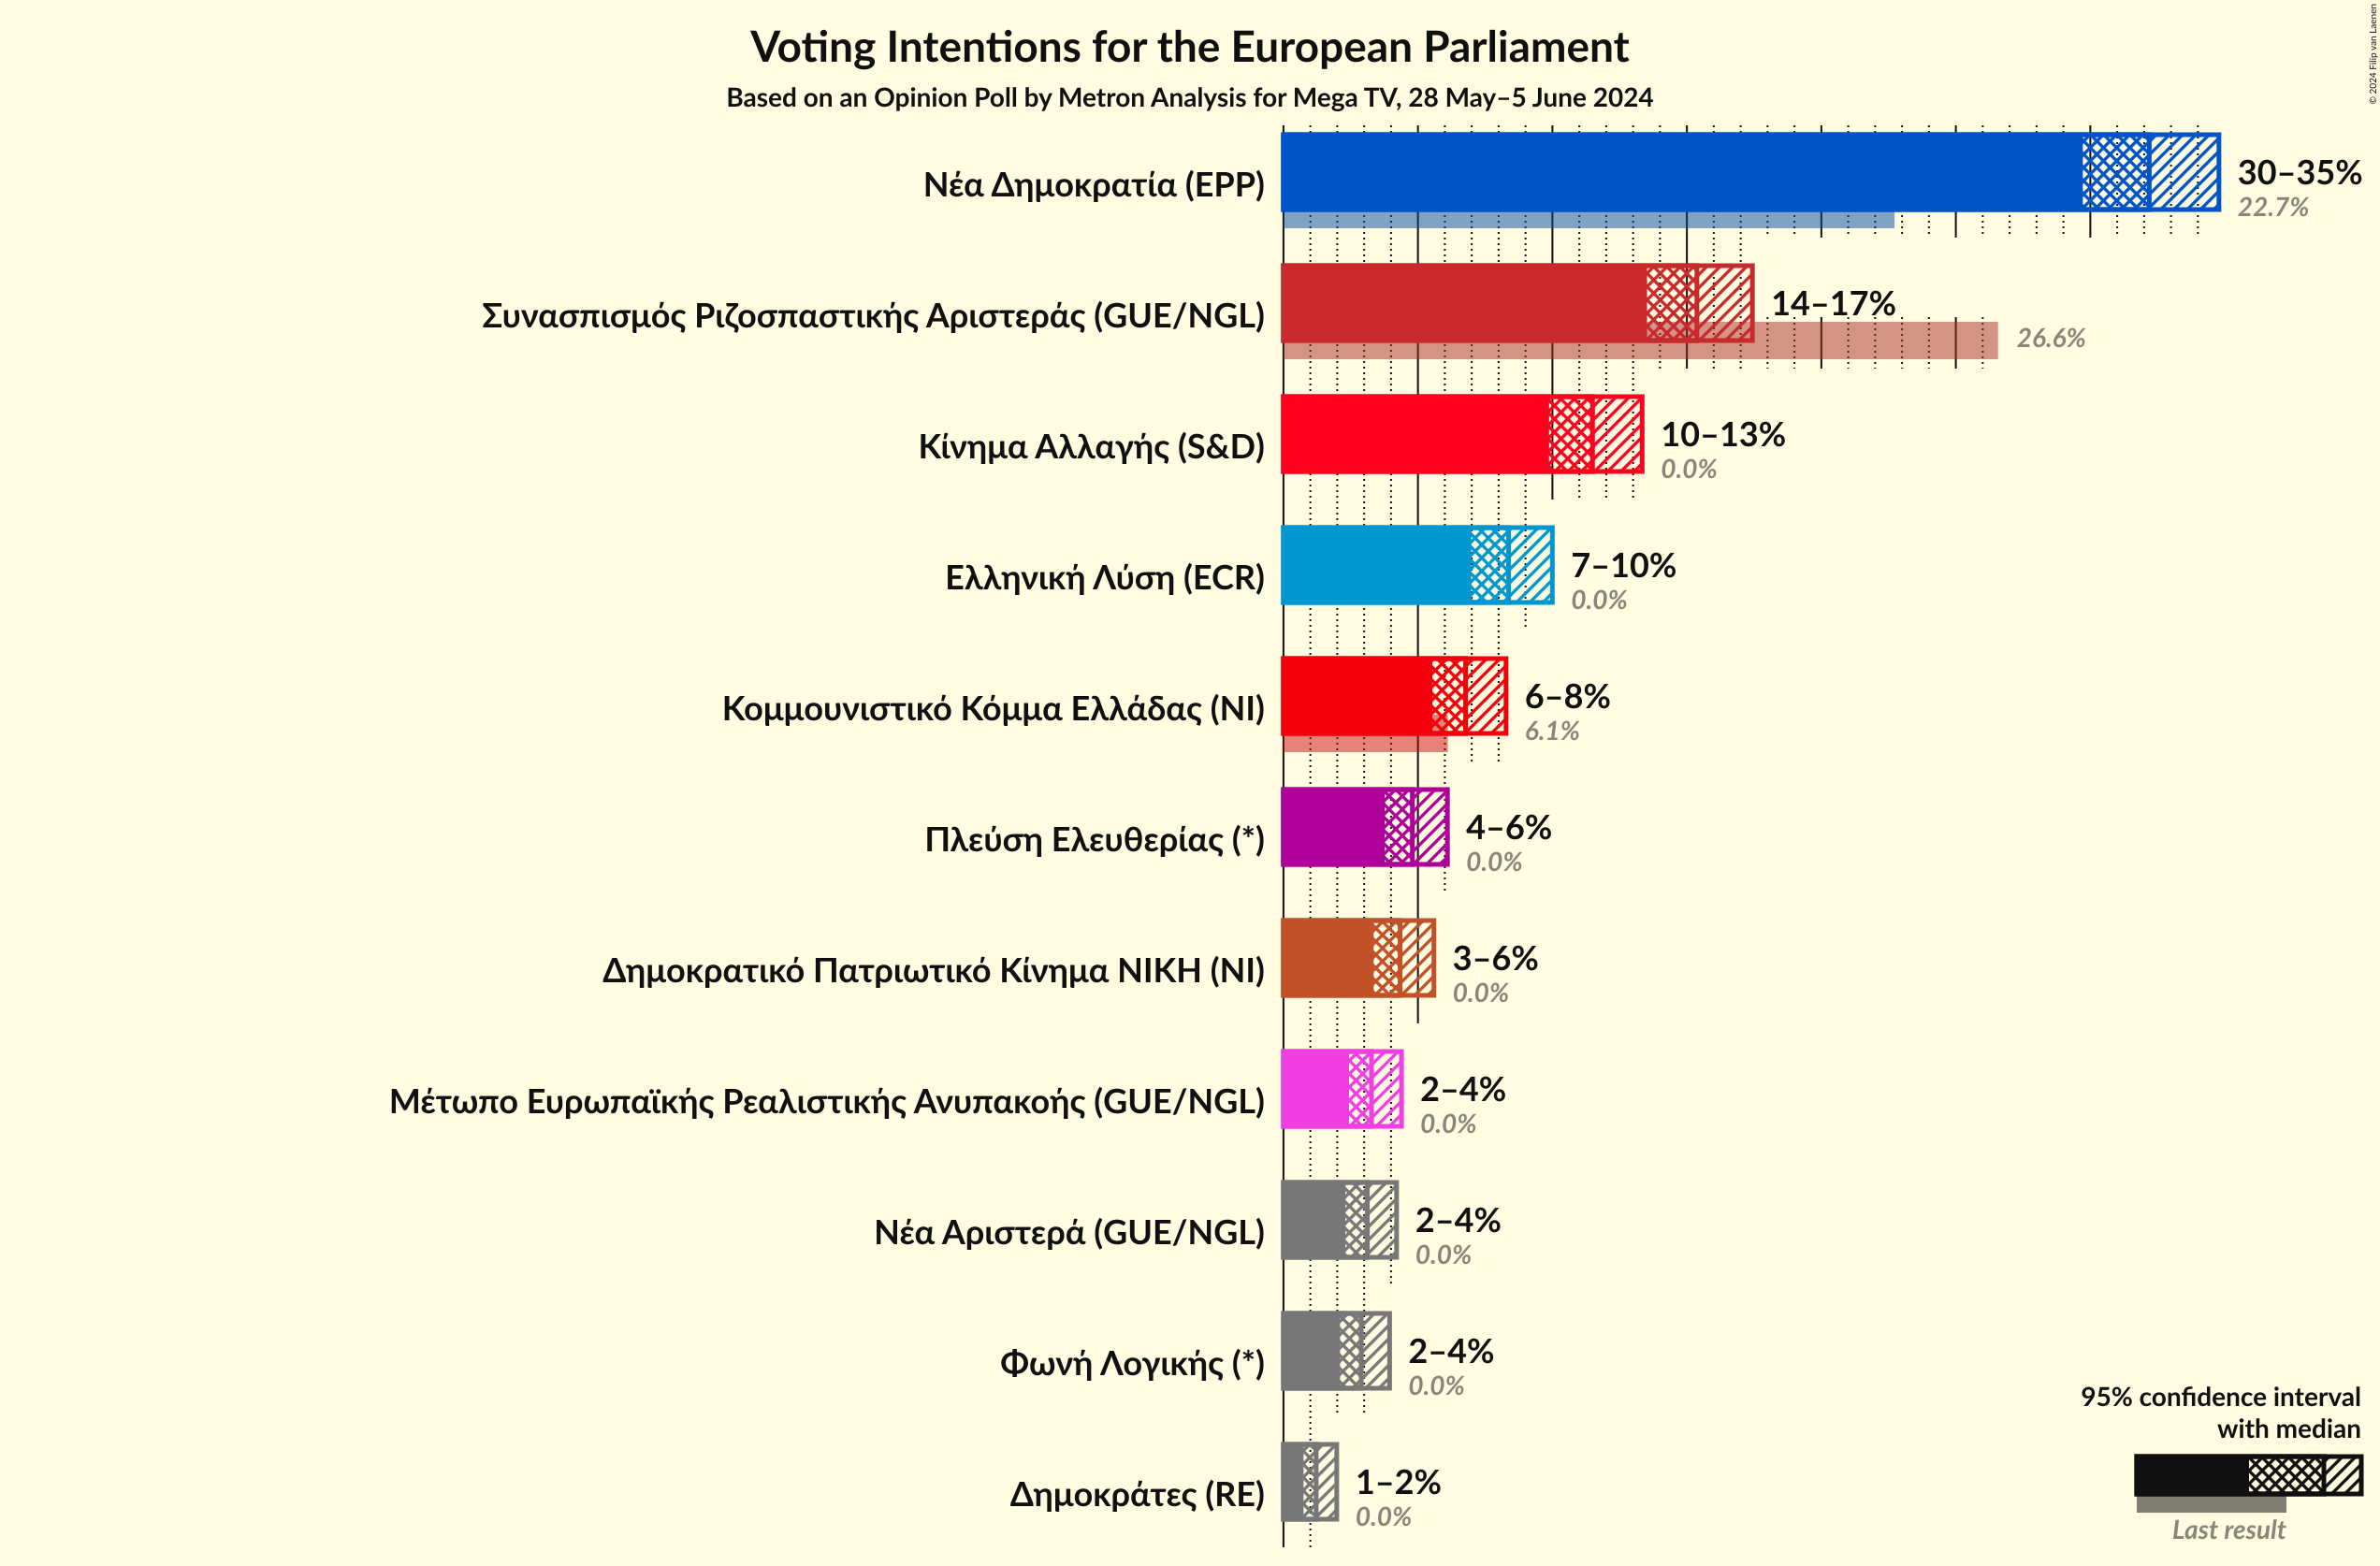 Voting Intentions for the European Parliament
Based on an Opinion Poll by Metron Analysis for Mega TV, 28 May–5 June 2024
© 2024 Filip van Laenen
Νέα Δημοκρατία (EPP)
30–35%
22.7%
Συνασπισμός Ριζοσπαστικής Αριστεράς (GUE/NGL)
14–17%
26.6%
Κίνημα Αλλαγής (S&D)
10–13%
0.0%
Ελληνική Λύση (ECR)
7–10%
0.0%
Κομμουνιστικό Κόμμα Ελλάδας (NI)
6–8%
6.1%
Πλεύση Ελευθερίας (*)
4–6%
0.0%
Δημοκρατικό Πατριωτικό Κίνημα ΝΙΚΗ (NI)
3–6%
0.0%
Μέτωπο Ευρωπαϊκής Ρεαλιστικής Ανυπακοής (GUE/NGL)
2–4%
0.0%
Νέα Αριστερά (GUE/NGL)
2–4%
0.0%
Φωνή Λογικής (*)
2–4%
0.0%
Δημοκράτες (RE)
1–2%
0.0%
95% confidence interval
with median
Last result